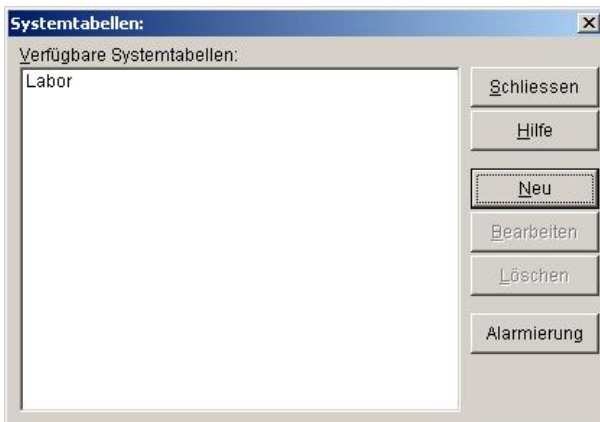 Systemtabellen:
Verfügbare Systemtabellen:
Labor
Schliessen
Hilfe
Neu
Bearbeiten
Löschen
Alarmierung